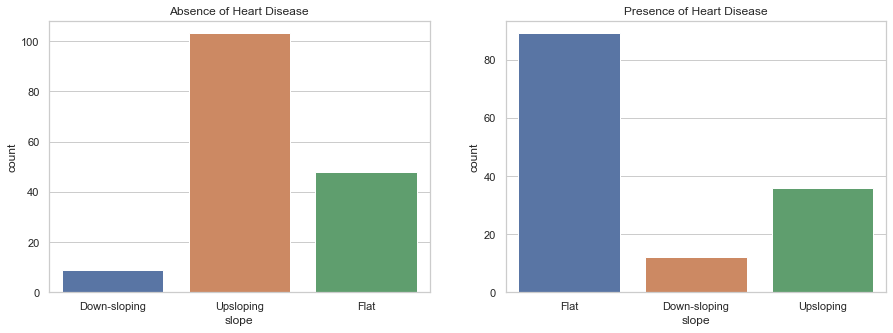 Absence of Heart Disease
100
80
60
40
20
0
count
Down-sloping Upsloping Flat
slope
Presence of Heart Disease
80
60
40
20
0
count
Flat Down-sloping Upsloping
slope